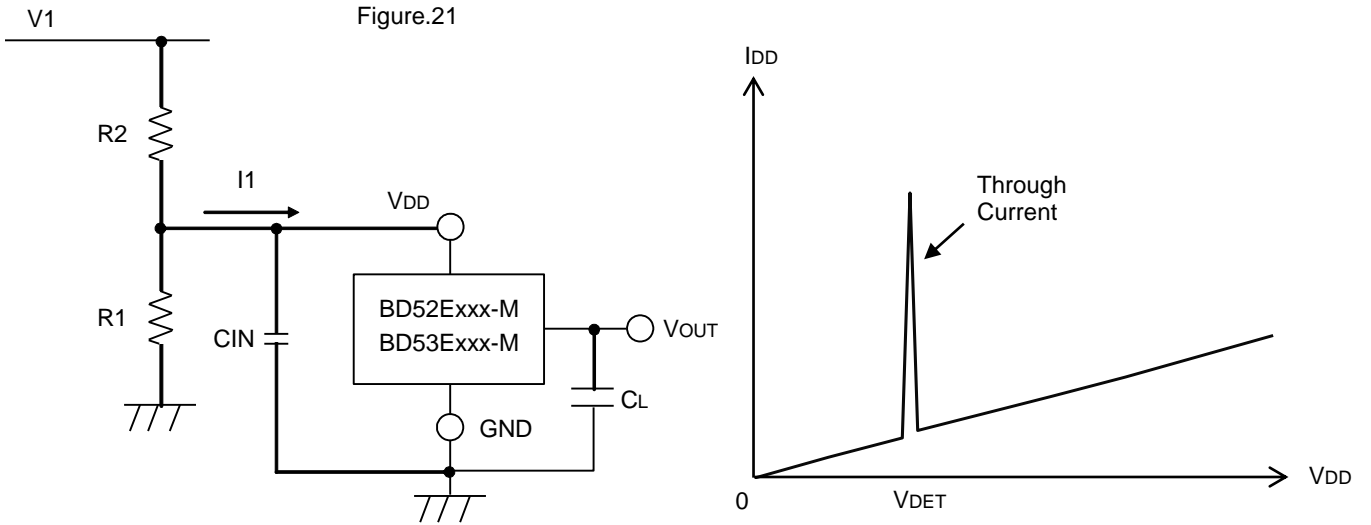 V1
Figure.21
R2
I1
VDD
R1
CIN
BD52Exxx-M
BD53Exxx-M
VOUT
CL
GND
IDD
Through
Current
0
VDET
VDD